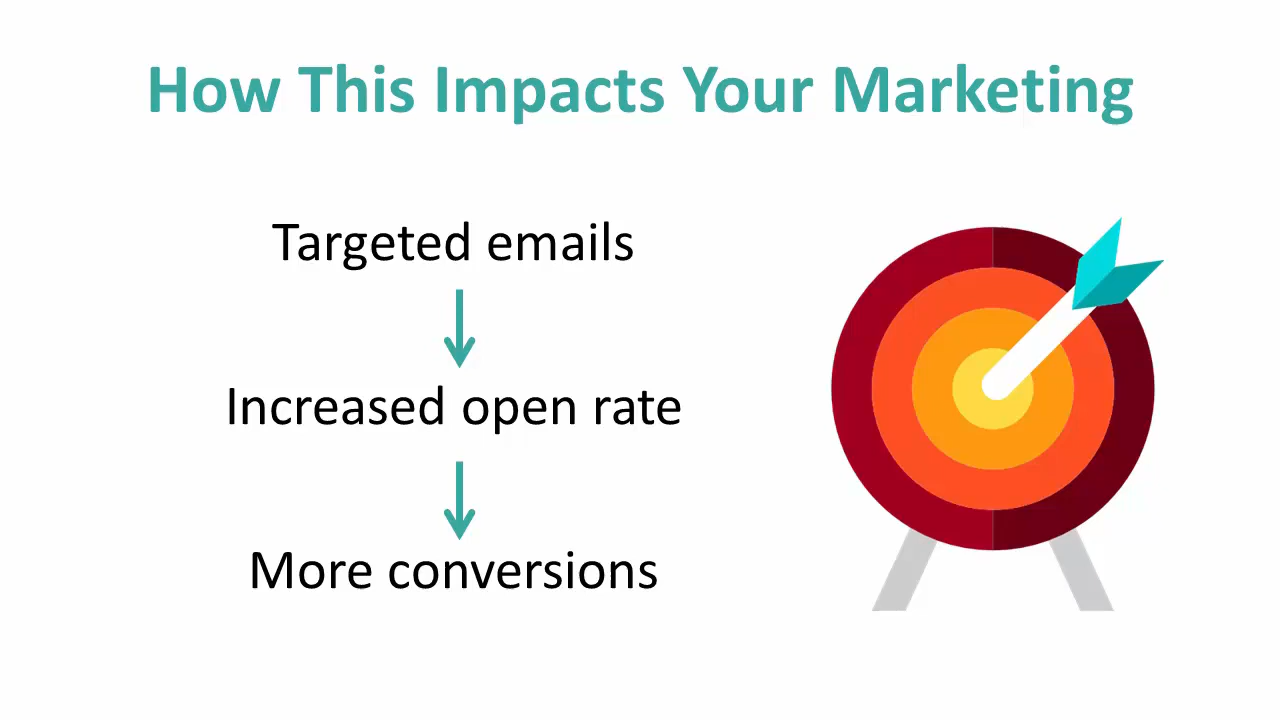 How This Impacts Your Marketing
Targeted emails
Increased open rate
More conversions